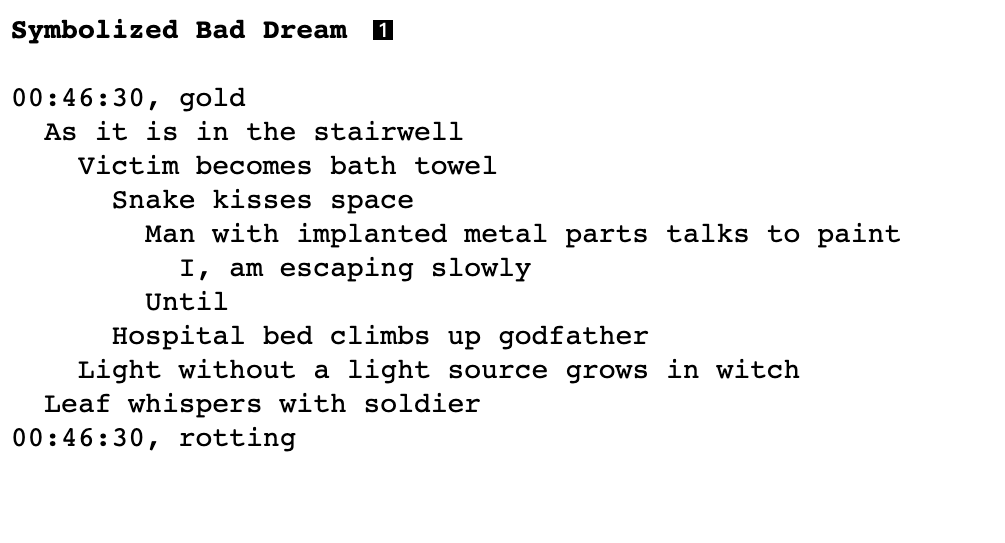 Symbolized Bad Dream 1
00:46:30, gold
As it is in the stairwell
Victim becomes bath towel
Snake kisses space
Man with implanted metal parts talks to paint
I, am escaping slowly
Until
Hospital bed climbs up godfather
Light without a light source grows in witch
Leaf whispers with soldier
00:46:30, rotting